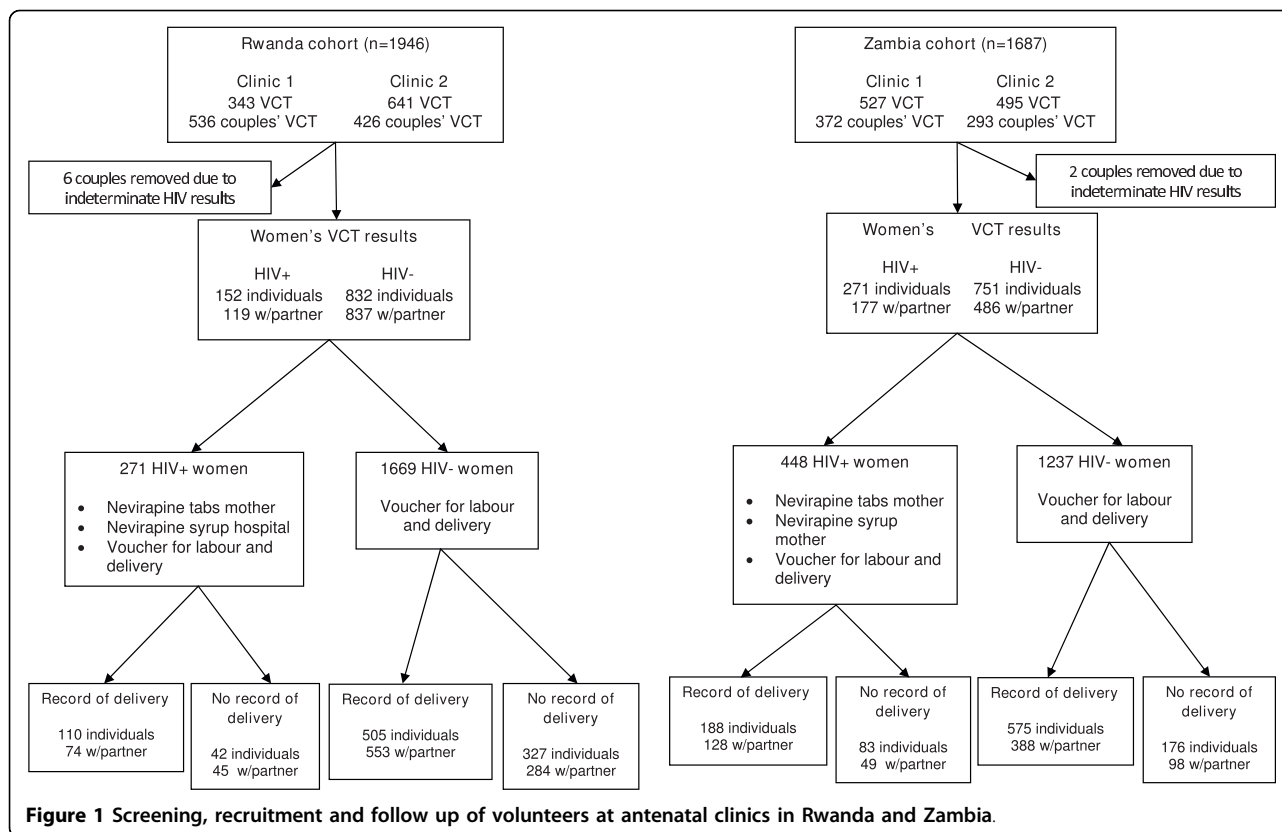 Rwanda cohort (n=1946)
Clinic 1
343 VCT
536 couples' VCT
Clinic 2
641 VCT
426 couples' VCT
6 couples removed due to
indeterminate HIV results
Women's VCT results
HIV+
152 individuals
119 w/partner
HIV-
832 individuals
837 w/partner
271 HIV+ women
• Nevirapine tabs mother
• Nevirapine syrup hospital
• Voucher for labour and
delivery
1669 HIV- women
Voucher for labour
and delivery
Record of delivery
110 individuals
74 w/partner
No record of
delivery
42 individuals
45 w/partner
Record of delivery
505 individuals
553 w/partner
No record of
delivery
327 individuals
284 w/partner
Zambia cohort (n=1687)
Clinic 1
527 VCT
372 couples' VCT
Clinic 2
495 VCT
293 couples' VCT
2 couples removed due to
indeterminate HIV results
Women's VCT results
HIV+
271 individuals
177 w/partner
HIV-
751 individuals
486 w/partner
448 HIV+ women
• Nevirapine tabs mother
• Nevirapine syrup
mother
• Voucher for labour and
delivery
1237 HIV- women
Voucher for labour
and delivery
Record of delivery
188 individuals
128 w/partner
No record of
delivery
83 individuals
49 w/partner
Record of delivery
575 individuals
388 w/partner
No record of
delivery
176 individuals
98 w/partner
Figure 1 Screening, recruitment and follow up of volunteers at antenatal clinics in Rwanda and Zambia.